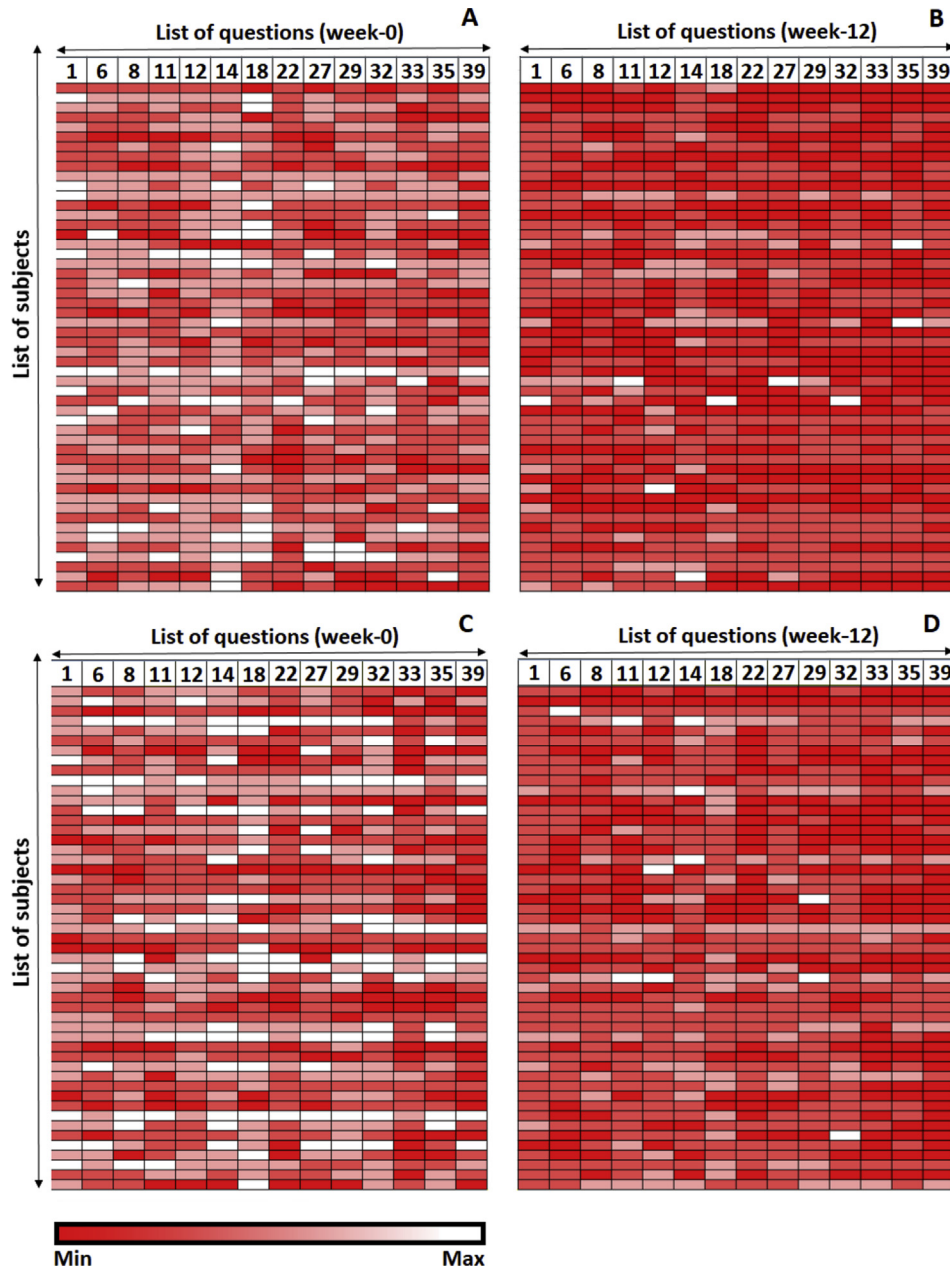 A
List of questions (week-0)
1 6 8 11 12 14 18 22 27 29 32 33 35 39
List of subjects
B
List of questions (week-12)
1 6 8 11 12 14 18 22 27 29 32 33 35 39
C
List of questions (week-0)
1 6 8 11 12 14 18 22 27 29 32 33 35 39
List of subjects
D
List of questions (week-12)
1 6 8 11 12 14 18 22 27 29 32 33 35 39
Min Max